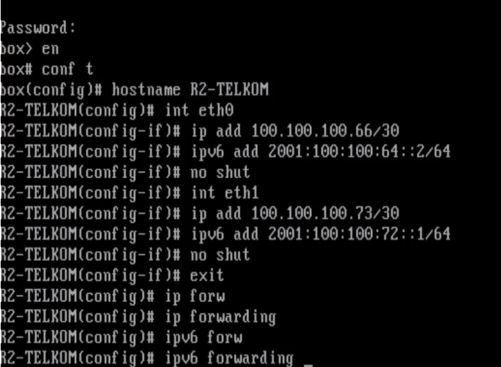 Password:
box> en
box# conf t
box(config)# hostname R2-TELKOM
R2-TELKOM(config)# int eth0
R2-TELKOM(config-if)# ip add 100.100.100.66/30
R2-TELKOM(config-if)# ipv6 add 2001:100:100:64::2/64
R2-TELKOM(config-if)# no shut
R2-TELKOM(config-if)# int eth1
R2-TELKOM(config-if)# ip add 100.100.100.73/30
R2-TELKOM(config-if)# ipv6 add 2001:100:100:72::1/64
R2-TELKOM(config-if)# no shut
R2-TELKOM(config-if)# exit
R2-TELKOM(config)# ip forw
R2-TELKOM(config)# ip forwarding
R2-TELKOM(config)# ipv6 forw
R2-TELKOM(config)# ipv6 forwarding _